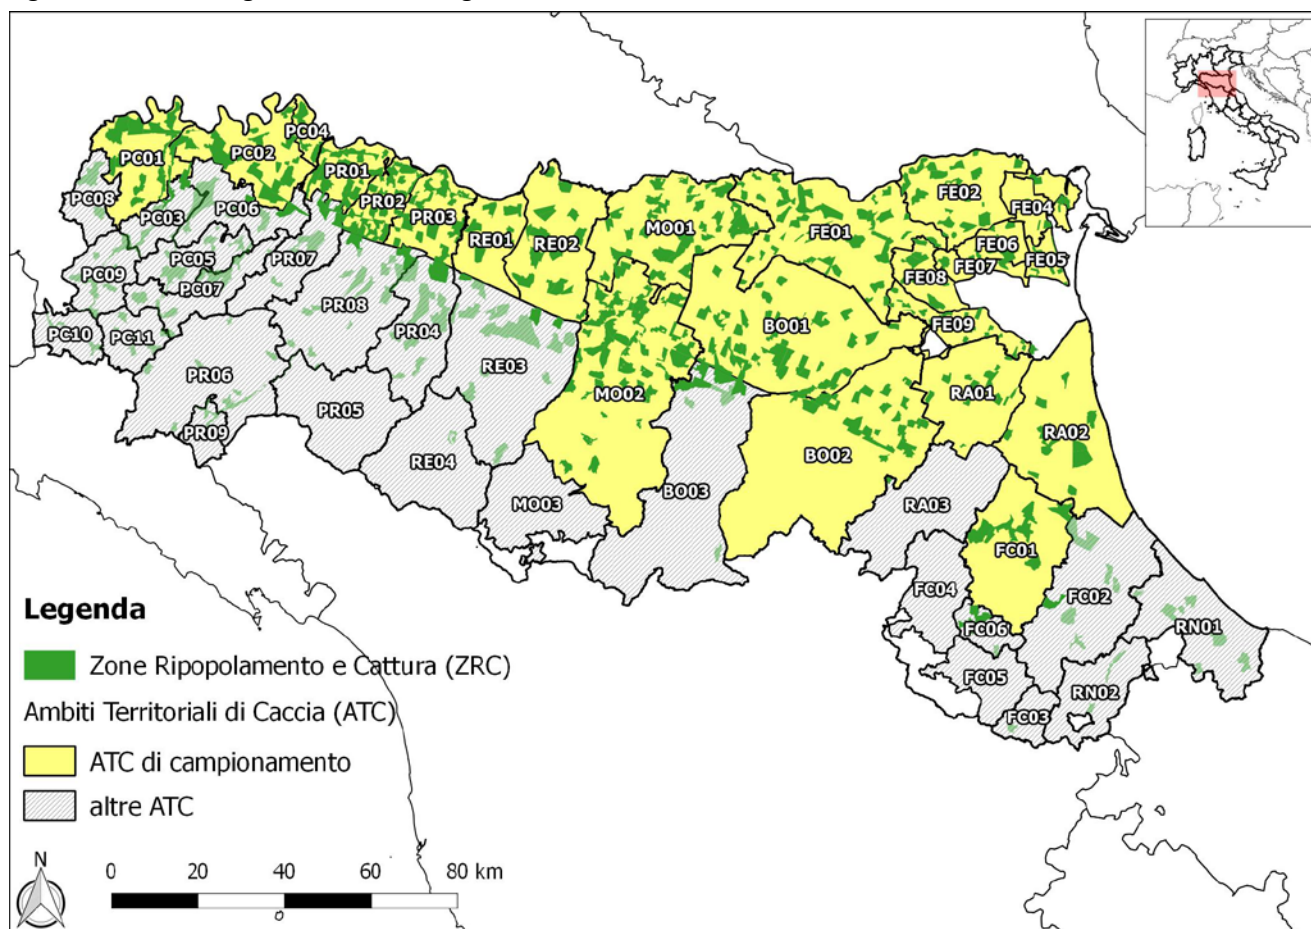 PC04
PC01
PC02
PR01
PC08
PC03
PC06
PR02
PR03
FE02
FE04
RE01
RE02
MO01
FE01
FE06
PC05
PR07
FE07
FE05
PC09
FE08
PC07
PR08
PC10
PC11
PR04
BO01
FE09
PR06
RE03
MO02
RA01
PR05
PR09
RA02
RE04
BO02
BO03
MO03
RA03
FC01
FC04
FC02
FC06
RN01
FC05
RN02
FC03
Legenda
Zone Ripopolamento e Cattura (ZRC)
Ambiti Territoriali di Caccia (ATC)
ATC di campionamento
altre ATC
N
0 20 40 60 80 km